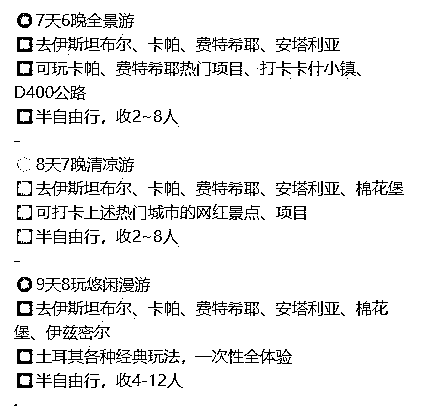 7天6晚全景游
去伊斯坦布尔、卡帕、费特希耶、安塔利亚
可玩卡帕、费特希耶热门项目、打卡卡什小镇、
D400公路
半自由行，收2~8人
-
8天7晚清凉游
去伊斯坦布尔、卡帕、费特希耶、安塔利亚、棉花堡
可打卡上述热门城市的网红景点、项目
半自由行，收2~8人
-
9天8玩悠闲漫游
去伊斯坦布尔、卡帕、费特希耶、安塔利亚、棉花
堡、伊兹密尔
土耳其各种经典玩法，一次性全体验
半自由行，收4-12人